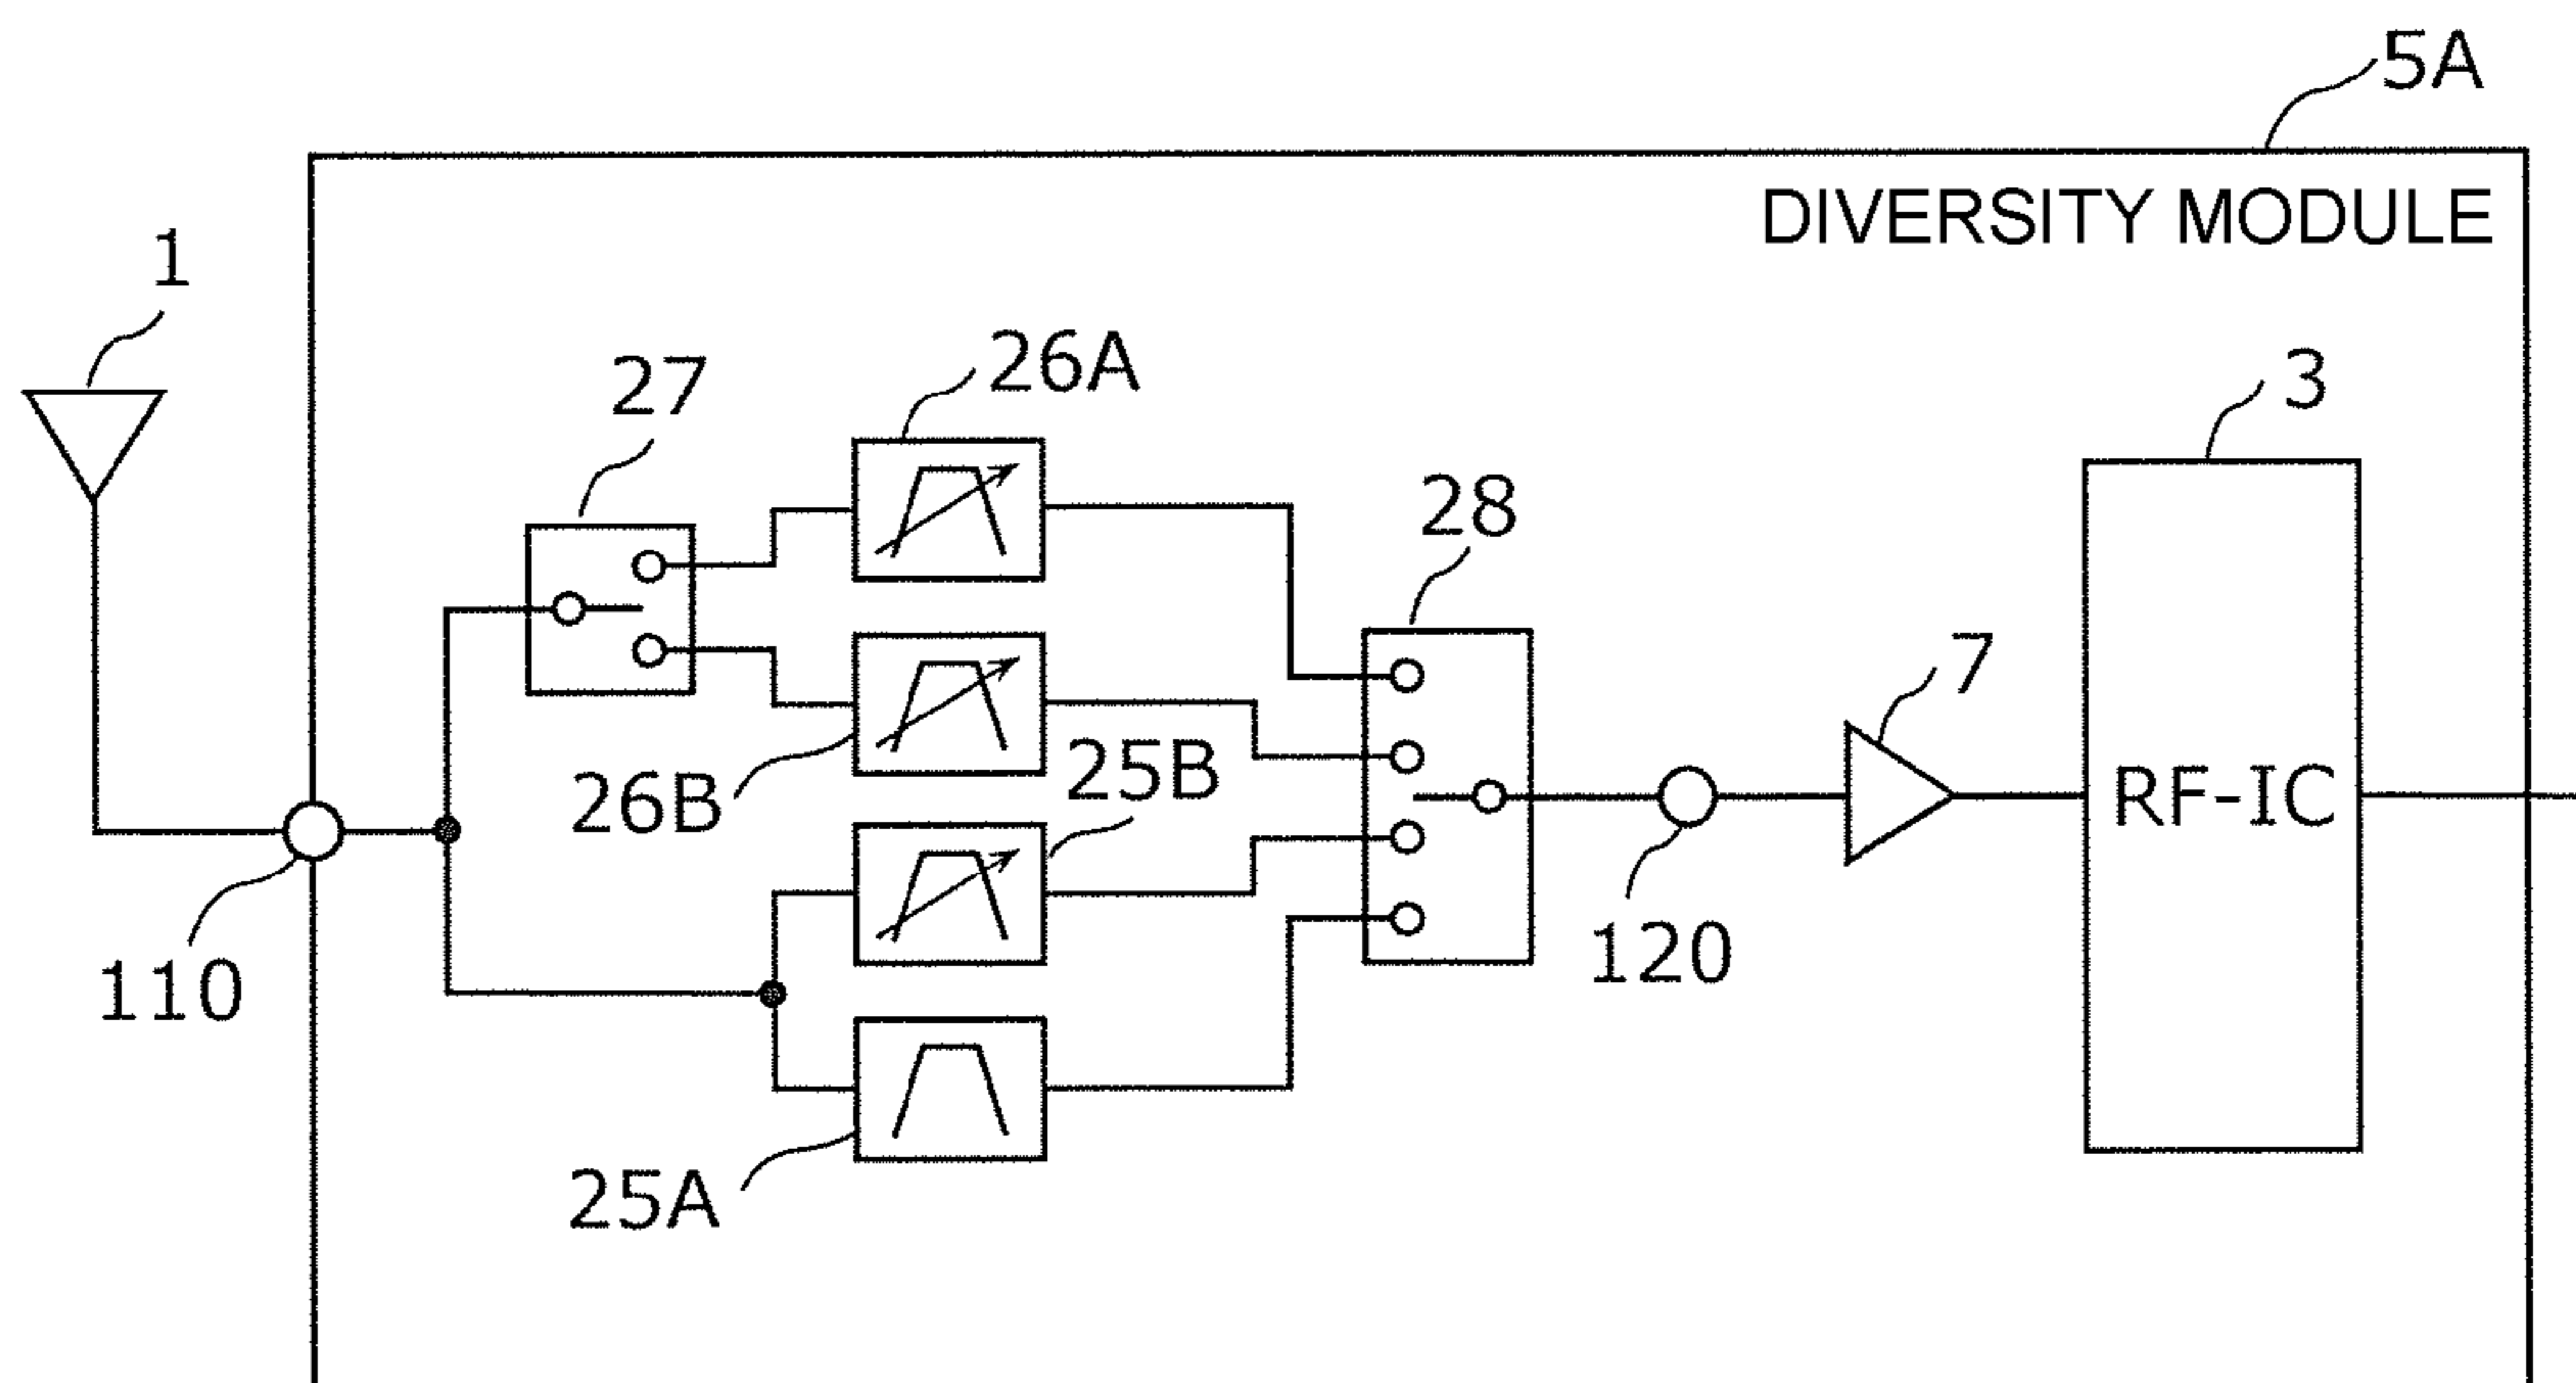 5A
DIVERSITY MODULE
1
27
26A
3
28
7
26B
25B
RF-IC
110
120
25A